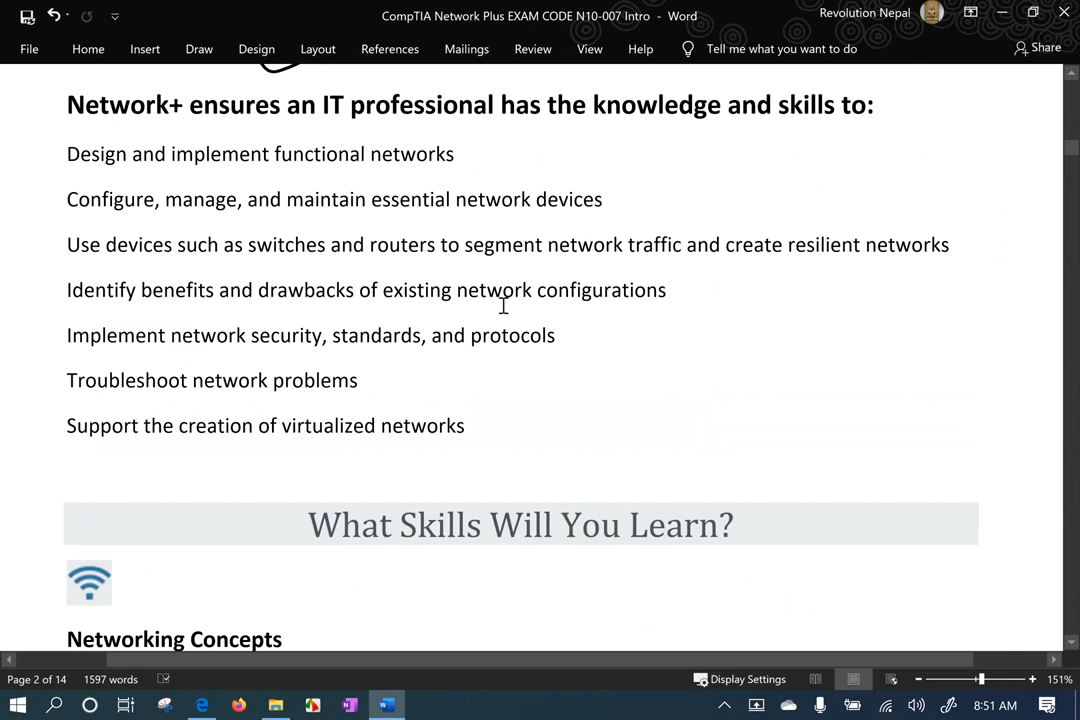 CompTIA Network Plus EXAM CODE N10-007 Intro - Word
Revolution Nepal
File Home Insert Draw Design Layout References Mailings Review View Help Tell me what you want to do Share
Network+ ensures an IT professional has the knowledge and skills to:
Design and implement functional networks
Configure, manage, and maintain essential network devices
Use devices such as switches and routers to segment network traffic and create resilient networks
Identify benefits and drawbacks of existing network configurations
Implement network security, standards, and protocols
Troubleshoot network problems
Support the creation of virtualized networks
What Skills Will You Learn?
Networking Concepts
Page 2 of 14 1597 words Display Settings 151%
8:51 AM